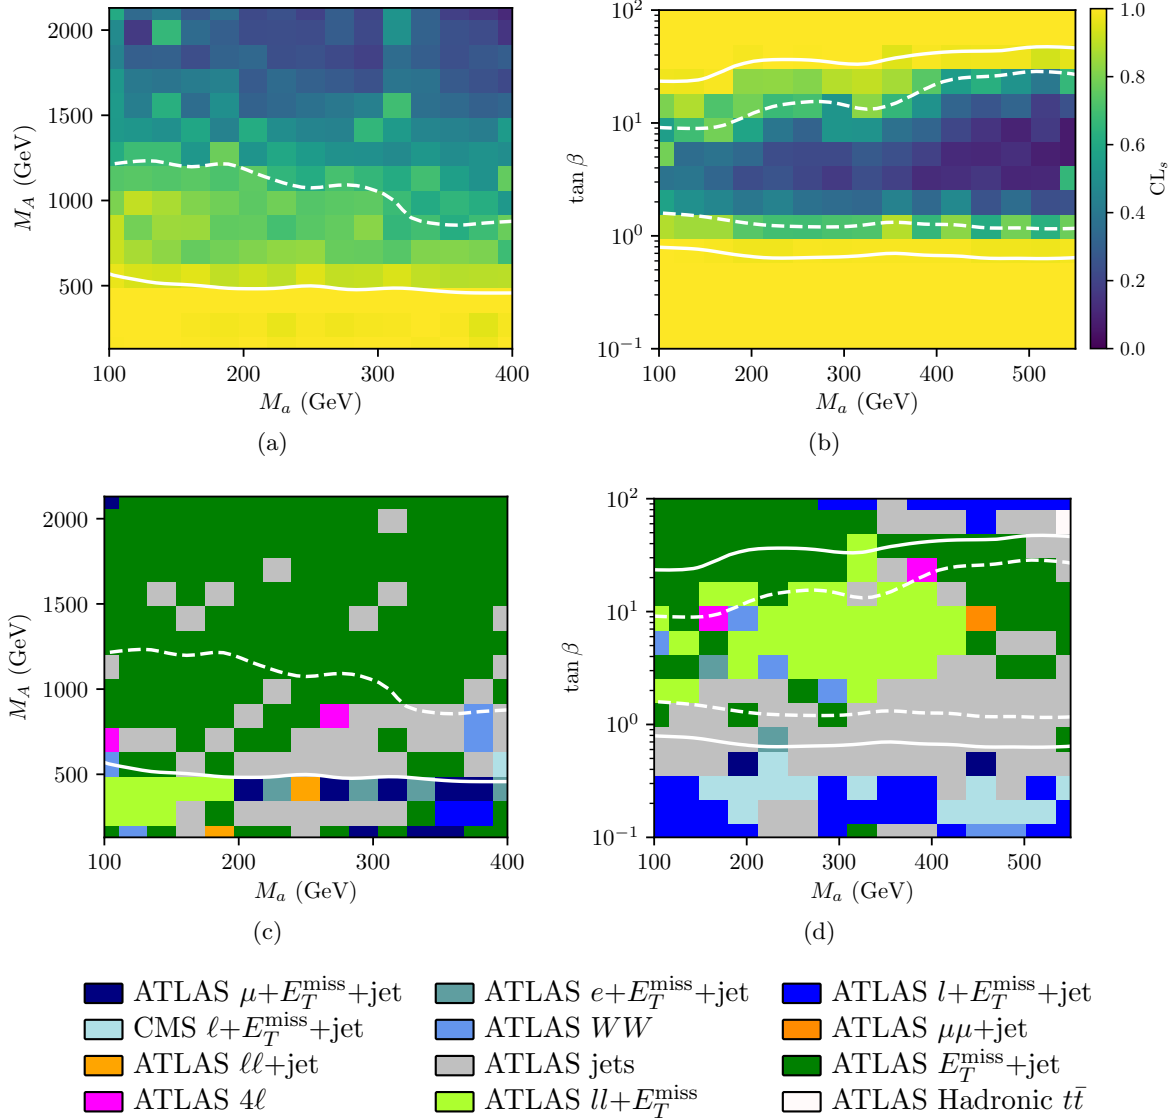 2000
1500
1000
500
M_A (GeV)
100 200 300 400
M_a (GeV)
(a)
10^2
10^1
10^0
10^{-1}
tan β
100 200 300 400 500
M_a (GeV)
(b)
1.0
0.8
0.6
0.4
0.2
0.0
CL_s
2000
1500
1000
500
M_A (GeV)
100 200 300 400
M_a (GeV)
(c)
10^2
10^1
10^0
10^{-1}
tan β
100 200 300 400 500
M_a (GeV)
(d)
ATLAS μ+E_T^{miss}+jet ATLAS e+E_T^{miss}+jet ATLAS l+E_T^{miss}+jet
CMS ℓ+E_T^{miss}+jet ATLAS WW ATLAS μμ+jet
ATLAS ℓℓ+jet ATLAS jets ATLAS E_T^{miss}+jet
ATLAS 4ℓ ATLAS ll+E_T^{miss} ATLAS Hadronic tt̄